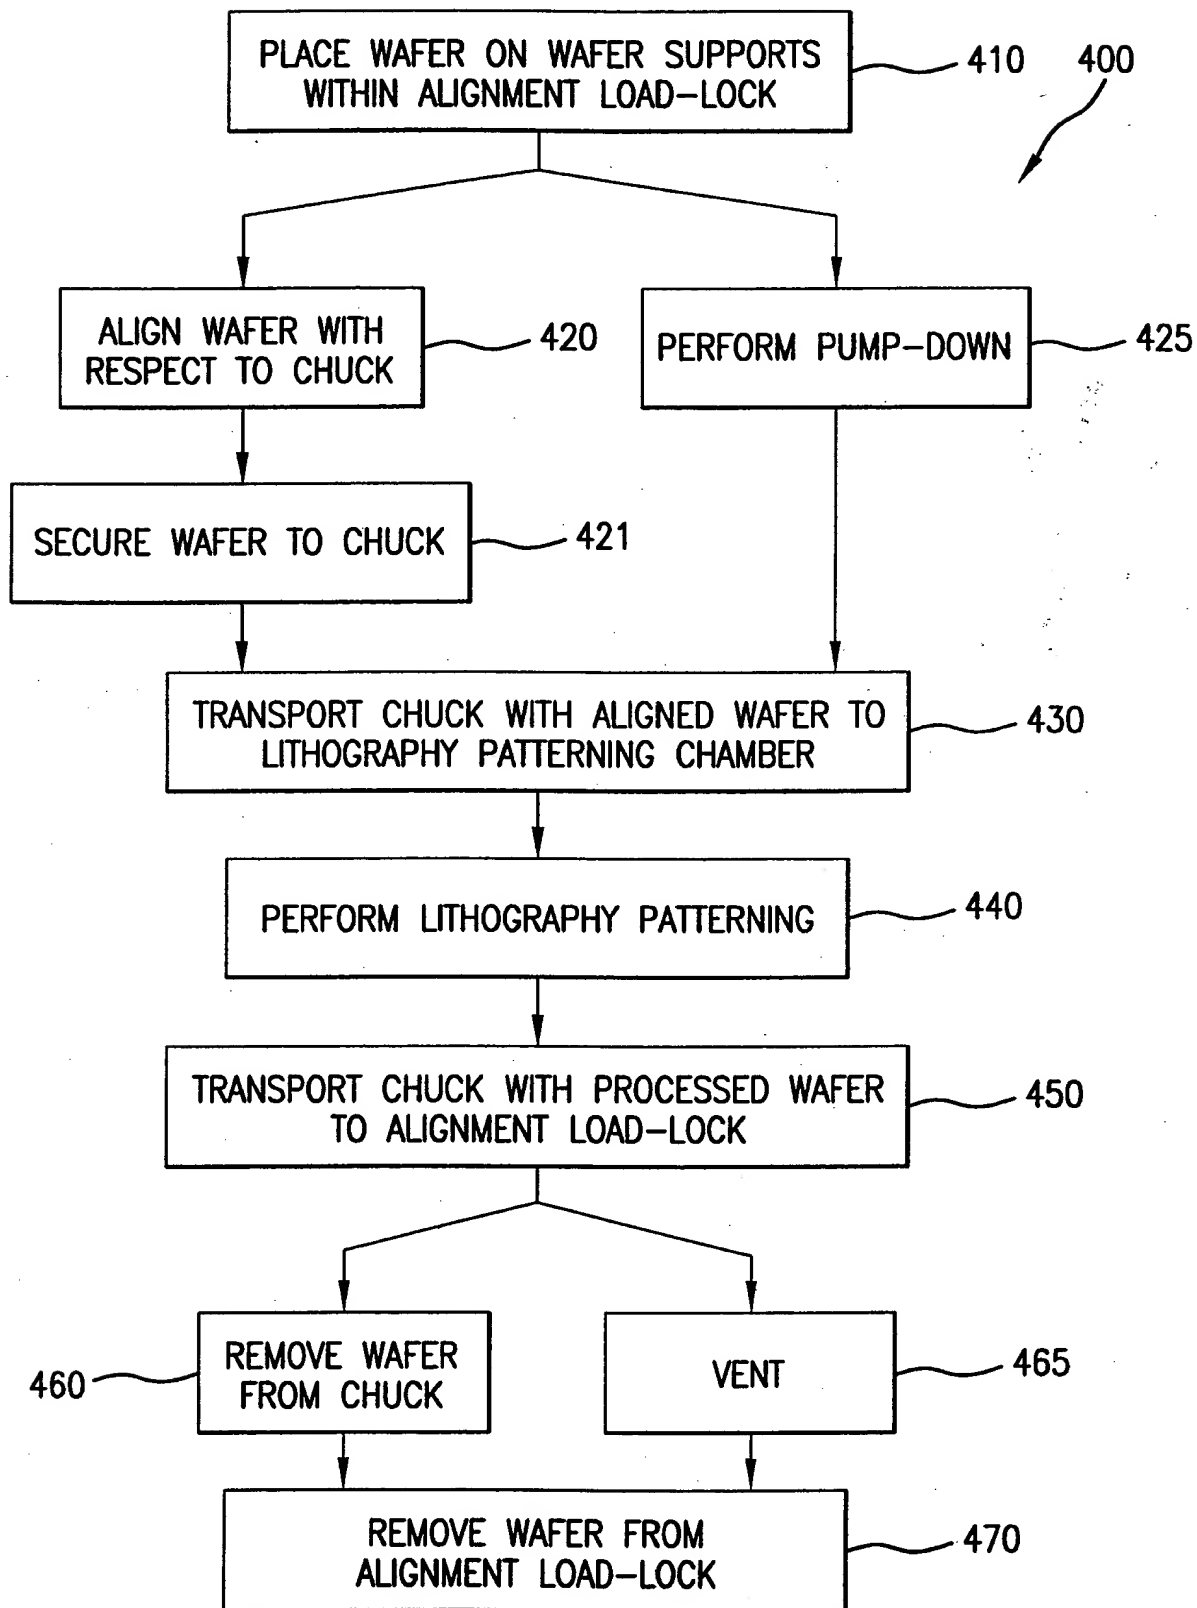 PLACE WAFER ON WAFER SUPPORTS
WITHIN ALIGNMENT LOAD-LOCK
410
400
ALIGN WAFER WITH
RESPECT TO CHUCK
420
PERFORM PUMP-DOWN
425
SECURE WAFER TO CHUCK
421
TRANSPORT CHUCK WITH ALIGNED WAFER TO
LITHOGRAPHY PATTERNING CHAMBER
430
PERFORM LITHOGRAPHY PATTERNING
440
TRANSPORT CHUCK WITH PROCESSED WAFER
TO ALIGNMENT LOAD-LOCK
450
460
REMOVE WAFER
FROM CHUCK
VENT
465
REMOVE WAFER FROM
ALIGNMENT LOAD-LOCK
470